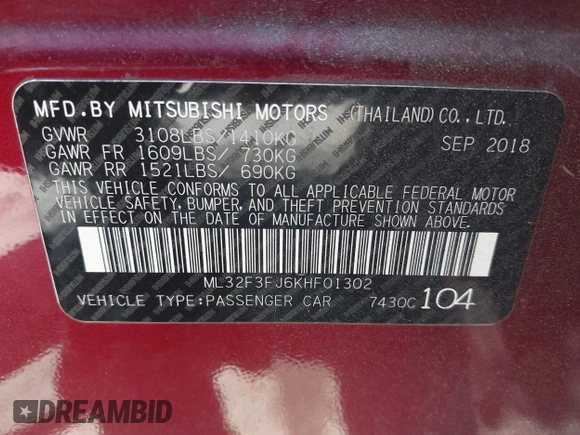 MFD.BY MITSUBISHI MOTORS (THAILAND)CO.,LTD.
GVWR 3108LBS/1410KG SEP 2018
GAWR FR 1609LBS/ 730KG
GAWR RR 1521LBS/ 690KG
THIS VEHICLE CONFORMS TO ALL APPLICABLE FEDERAL MOTOR
VEHICLE SAFETY, BUMPER, AND THEFT PREVENTION STANDARDS
IN EFFECT ON THE DATE OF MANUFACTURE SHOWN ABOVE.
ML32F3FJ6KHF01302
VEHICLE TYPE:PASSENGER CAR 7430C 104
DREAMBID